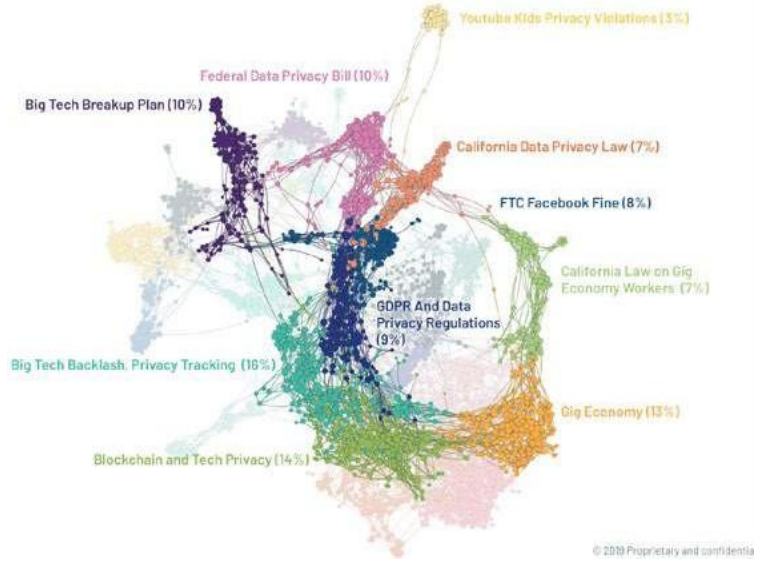 Youtube Kids Privacy Violations (3%)
Federal Data Privacy Bill (10%)
Big Tech Breakup Plan (10%)
California Data Privacy Law (7%)
FTC Facebook Fine (8%)
California Law on Gig
Economy Workers (7%)
GDPR And Data
Privacy Regulations
(9%)
Big Tech Backlash, Privacy Tracking (16%)
Gig Economy (13%)
Blockchain and Tech Privacy (14%)
© 2019 Proprietary and confidentia